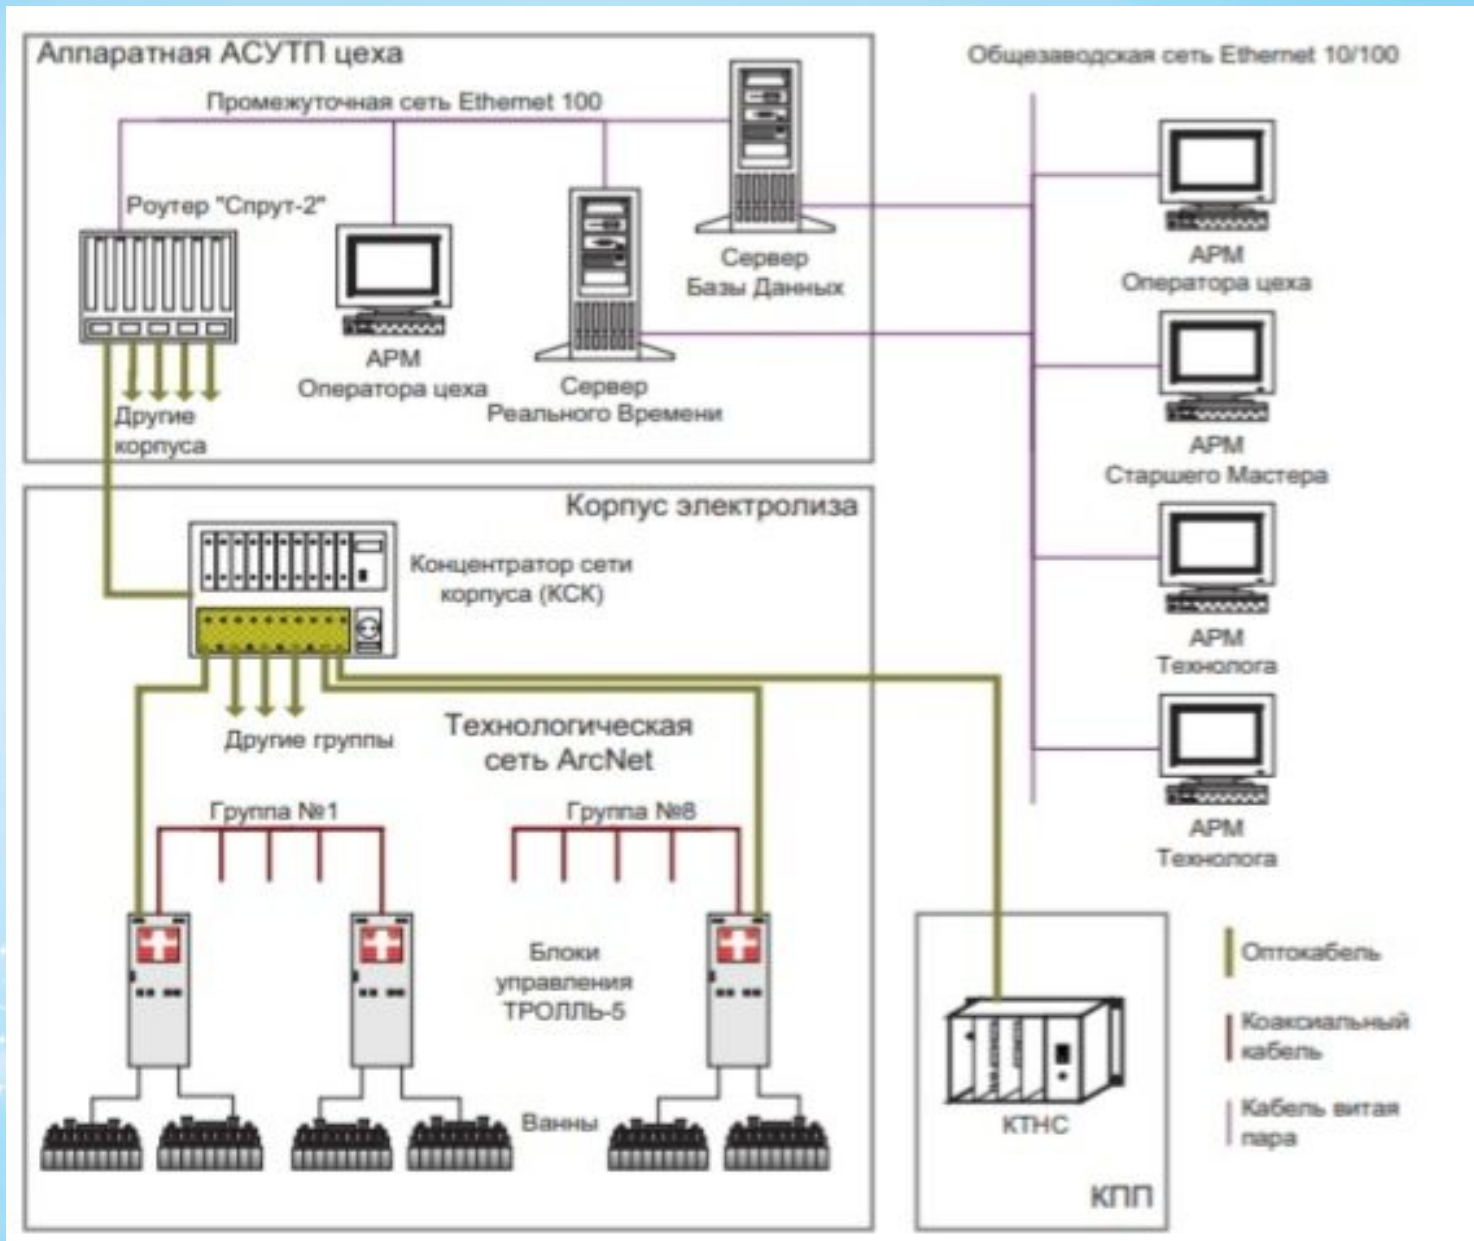 Аппаратная АСУТП цеха
Промежуточная сеть Ethernet 100
Роутер "Спрут-2"
Другие
корпуса
АРМ
Оператора цеха
Сервер
Реального Времени
Сервер
Базы Данных
Общезаводская сеть Ethernet 10/100
АРМ
Оператора цеха
АРМ
Старшего Мастера
АРМ
Технолога
АРМ
Технолога
Корпус электролиза
Концентратор сети
корпуса (КСК)
Другие группы
Технологическая
сеть ArcNet
Группа №1
Группа №8
Блоки
управления
ТРОЛЛЬ-5
Ванны
КТНС
КПП
Оптокабель
Коаксиальный
кабель
Кабель витая
пара